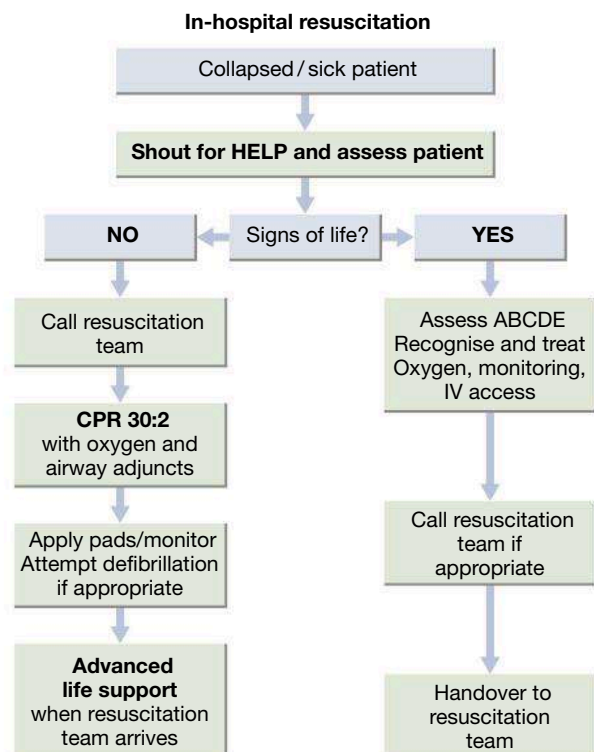 In-hospital resuscitation
Collapsed / sick patient
Shout for HELP and assess patient
NO
Signs of life?
YES
Call resuscitation
team
CPR 30:2
with oxygen and
airway adjuncts
Apply pads/monitor
Attempt defibrillation
if appropriate
Advanced
life support
when resuscitation
team arrives
Assess ABCDE
Recognise and treat
Oxygen, monitoring,
IV access
Call resuscitation
team if
appropriate
Handover to
resuscitation
team